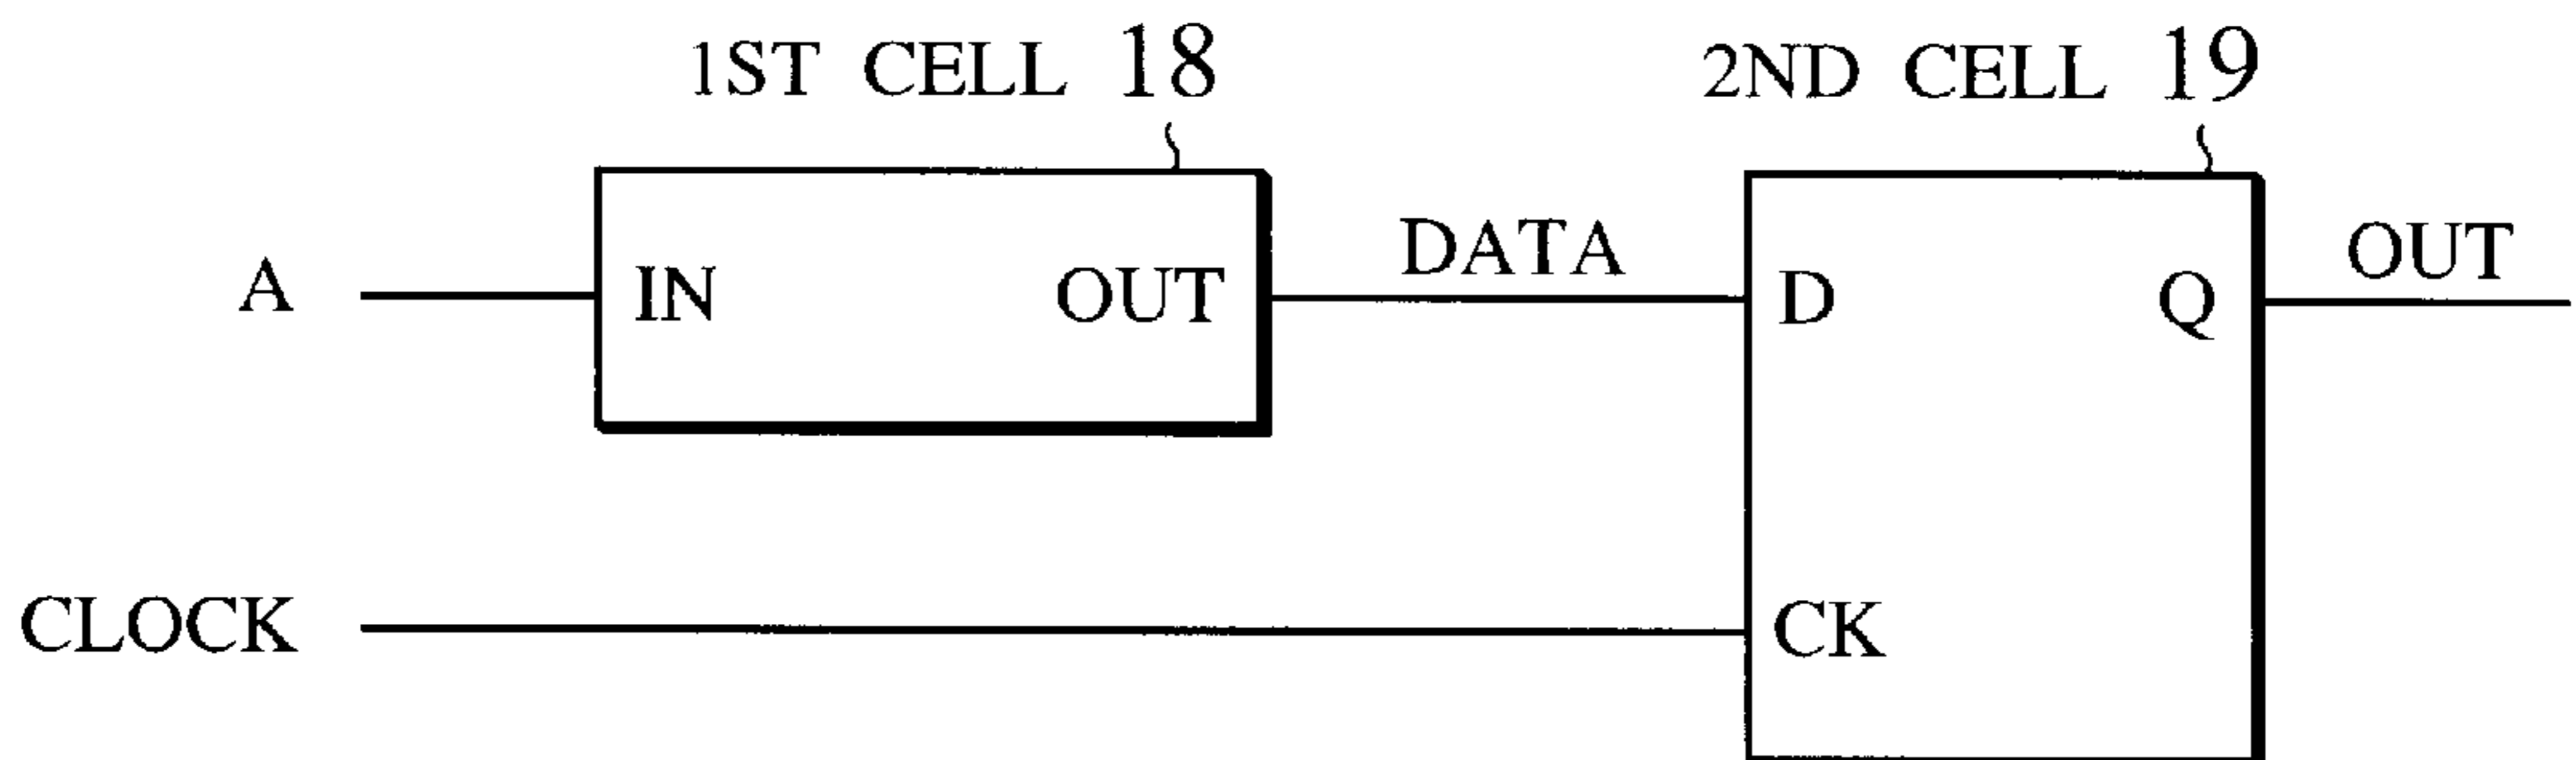 1ST CELL 18
2ND CELL 19
A
IN
OUT
DATA
D
Q
OUT
CLOCK
CK